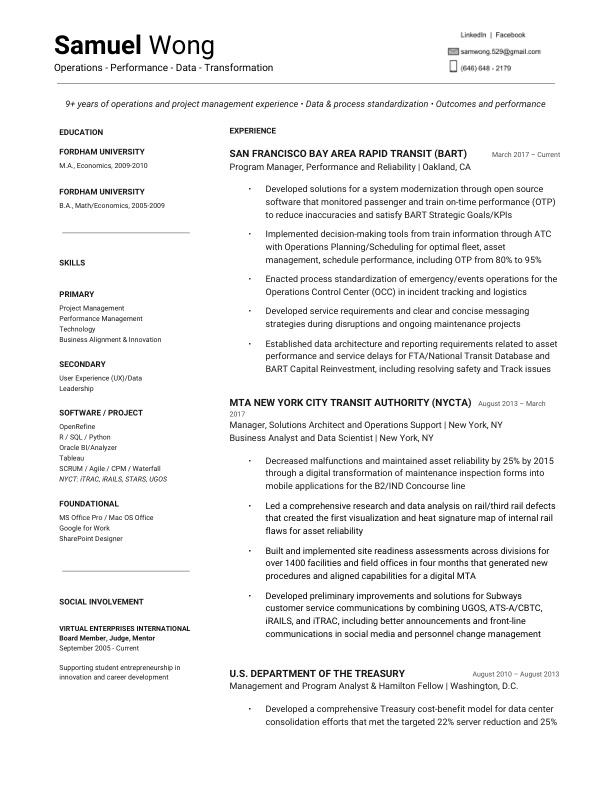 Samuel Wong
Operations - Performance - Data - Transformation
LinkedIn | Facebook
samwong.529@gmail.com
(646) 648 - 2179
9+ years of operations and project management experience • Data & process standardization • Outcomes and performance
EDUCATION
FORDHAM UNIVERSITY
M.A., Economics, 2009-2010
FORDHAM UNIVERSITY
B.A., Math/Economics, 2005-2009
SKILLS
PRIMARY
Project Management
Performance Management
Technology
Business Alignment & Innovation
SECONDARY
User Experience (UX)/Data
Leadership
SOFTWARE / PROJECT
OpenRefine
R / SQL / Python
Oracle BI/Analyzer
Tableau
SCRUM / Agile / CPM / Waterfall
NYCT: iTRAC, iRAILS, STARS, UGOS
FOUNDATIONAL
MS Office Pro / Mac OS Office
Google for Work
SharePoint Designer
SOCIAL INVOLVEMENT
VIRTUAL ENTERPRISES INTERNATIONAL
Board Member, Judge, Mentor
September 2005 - Current
Supporting student entrepreneurship in
innovation and career development
EXPERIENCE
SAN FRANCISCO BAY AREA RAPID TRANSIT (BART) March 2017 – Current
Program Manager, Performance and Reliability | Oakland, CA
• Developed solutions for a system modernization through open source
software that monitored passenger and train on-time performance (OTP)
to reduce inaccuracies and satisfy BART Strategic Goals/KPIs
• Implemented decision-making tools from train information through ATC
with Operations Planning/Scheduling for optimal fleet, asset
management, schedule performance, including OTP from 80% to 95%
• Enacted process standardization of emergency/events operations for the
Operations Control Center (OCC) in incident tracking and logistics
• Developed service requirements and clear and concise messaging
strategies during disruptions and ongoing maintenance projects
• Established data architecture and reporting requirements related to asset
performance and service delays for FTA/National Transit Database and
BART Capital Reinvestment, including resolving safety and Track issues
MTA NEW YORK CITY TRANSIT AUTHORITY (NYCTA) August 2013 – March
2017
Manager, Solutions Architect and Operations Support | New York, NY
Business Analyst and Data Scientist | New York, NY
• Decreased malfunctions and maintained asset reliability by 25% by 2015
through a digital transformation of maintenance inspection forms into
mobile applications for the B2/IND Concourse line
• Led a comprehensive research and data analysis on rail/third rail defects
that created the first visualization and heat signature map of internal rail
flaws for asset reliability
• Built and implemented site readiness assessments across divisions for
over 1400 facilities and field offices in four months that generated new
procedures and aligned capabilities for a digital MTA
• Developed preliminary improvements and solutions for Subways
customer service communications by combining UGOS, ATS-A/CBTC,
iRAILS, and iTRAC, including better announcements and front-line
communications in social media and personnel change management
U.S. DEPARTMENT OF THE TREASURY August 2010 – August 2013
Management and Program Analyst & Hamilton Fellow | Washington, D.C.
• Developed a comprehensive Treasury cost-benefit model for data center
consolidation efforts that met the targeted 22% server reduction and 25%